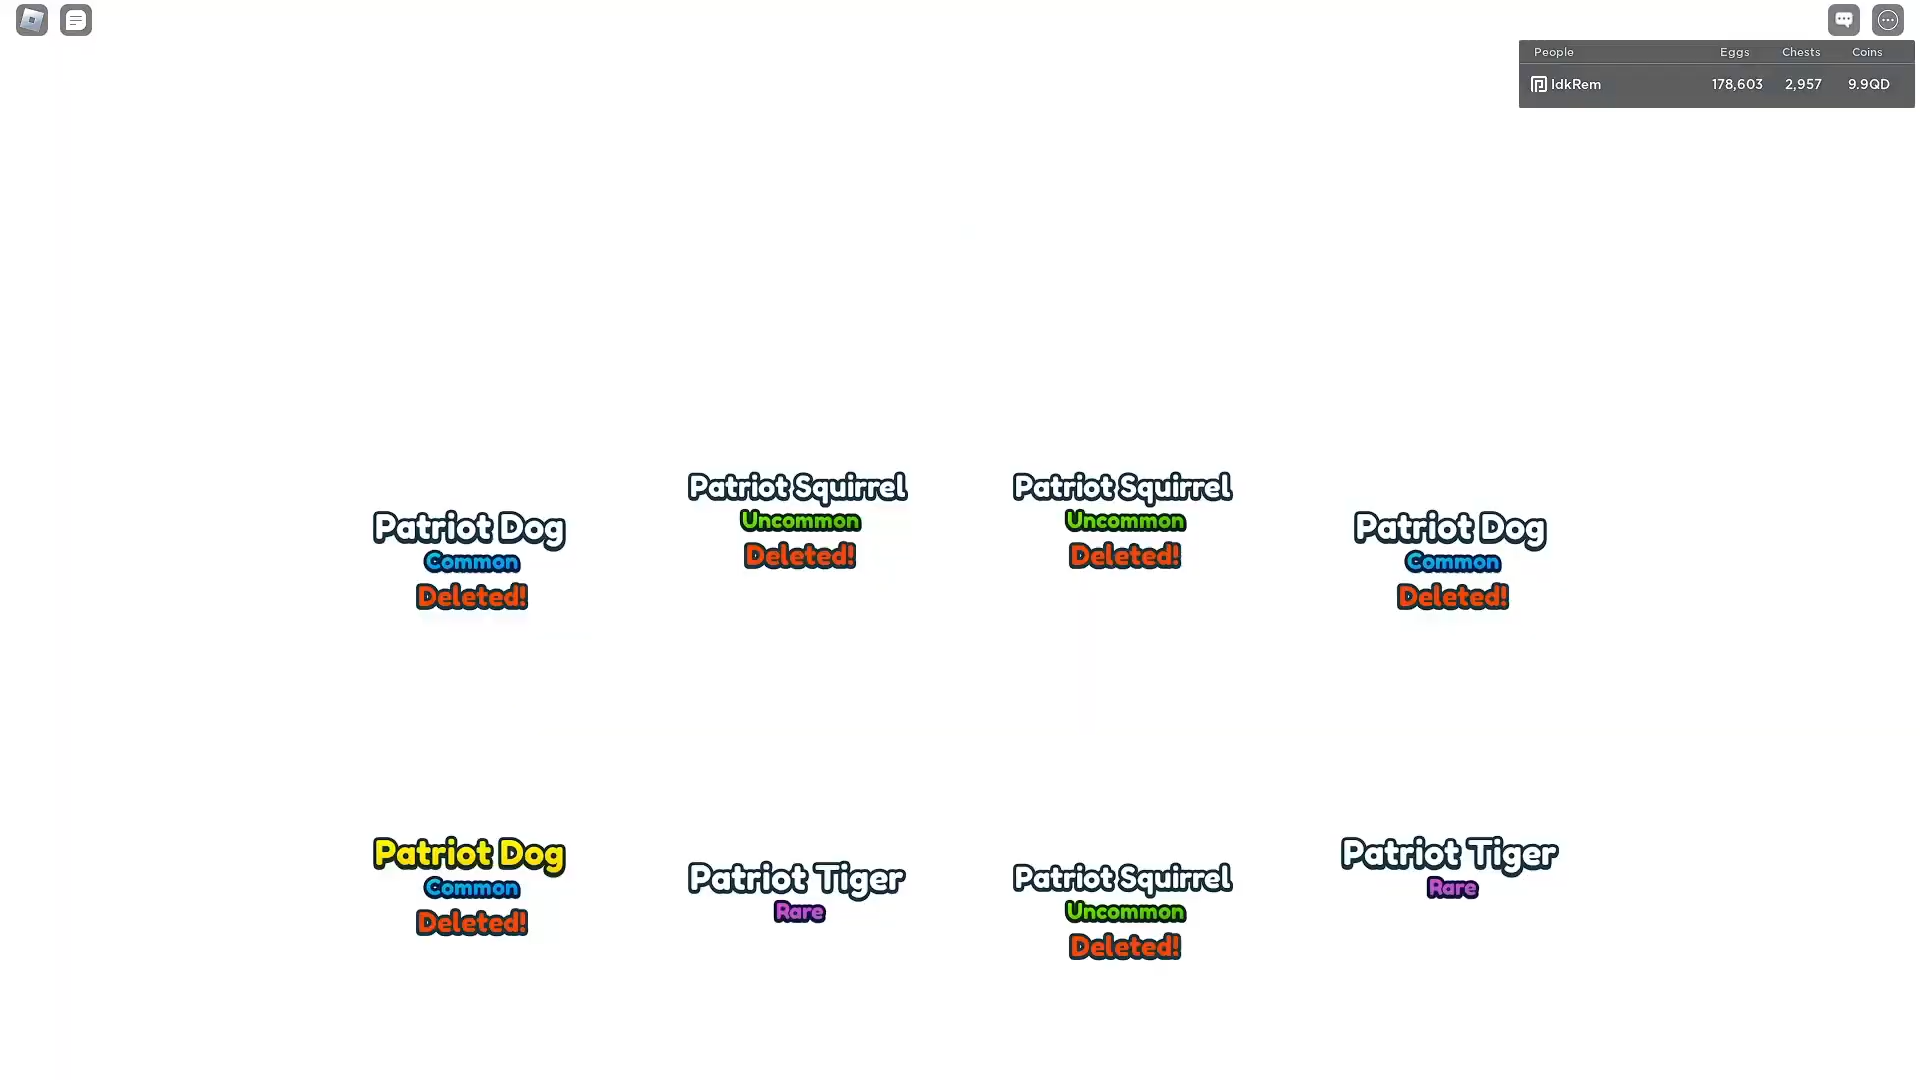 People Eggs Chests Coins
IdkRem 178,603 2,957 9.9QD
Patriot Dog
Common
Deleted!
Patriot Squirrel
Uncommon
Deleted!
Patriot Squirrel
Uncommon
Deleted!
Patriot Dog
Common
Deleted!
Patriot Dog
Common
Deleted!
Patriot Tiger
Rare
Patriot Squirrel
Uncommon
Deleted!
Patriot Tiger
Rare